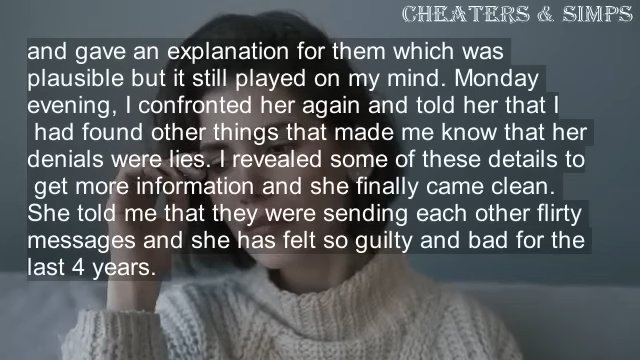 CHEATERS & SIMPS
and gave an explanation for them which was
plausible but it still played on my mind. Monday
evening, I confronted her again and told her that I
had found other things that made me know that her
denials were lies. I revealed some of these details to
get more information and she finally came clean.
She told me that they were sending each other flirty
messages and she has felt so guilty and bad for the
last 4 years.